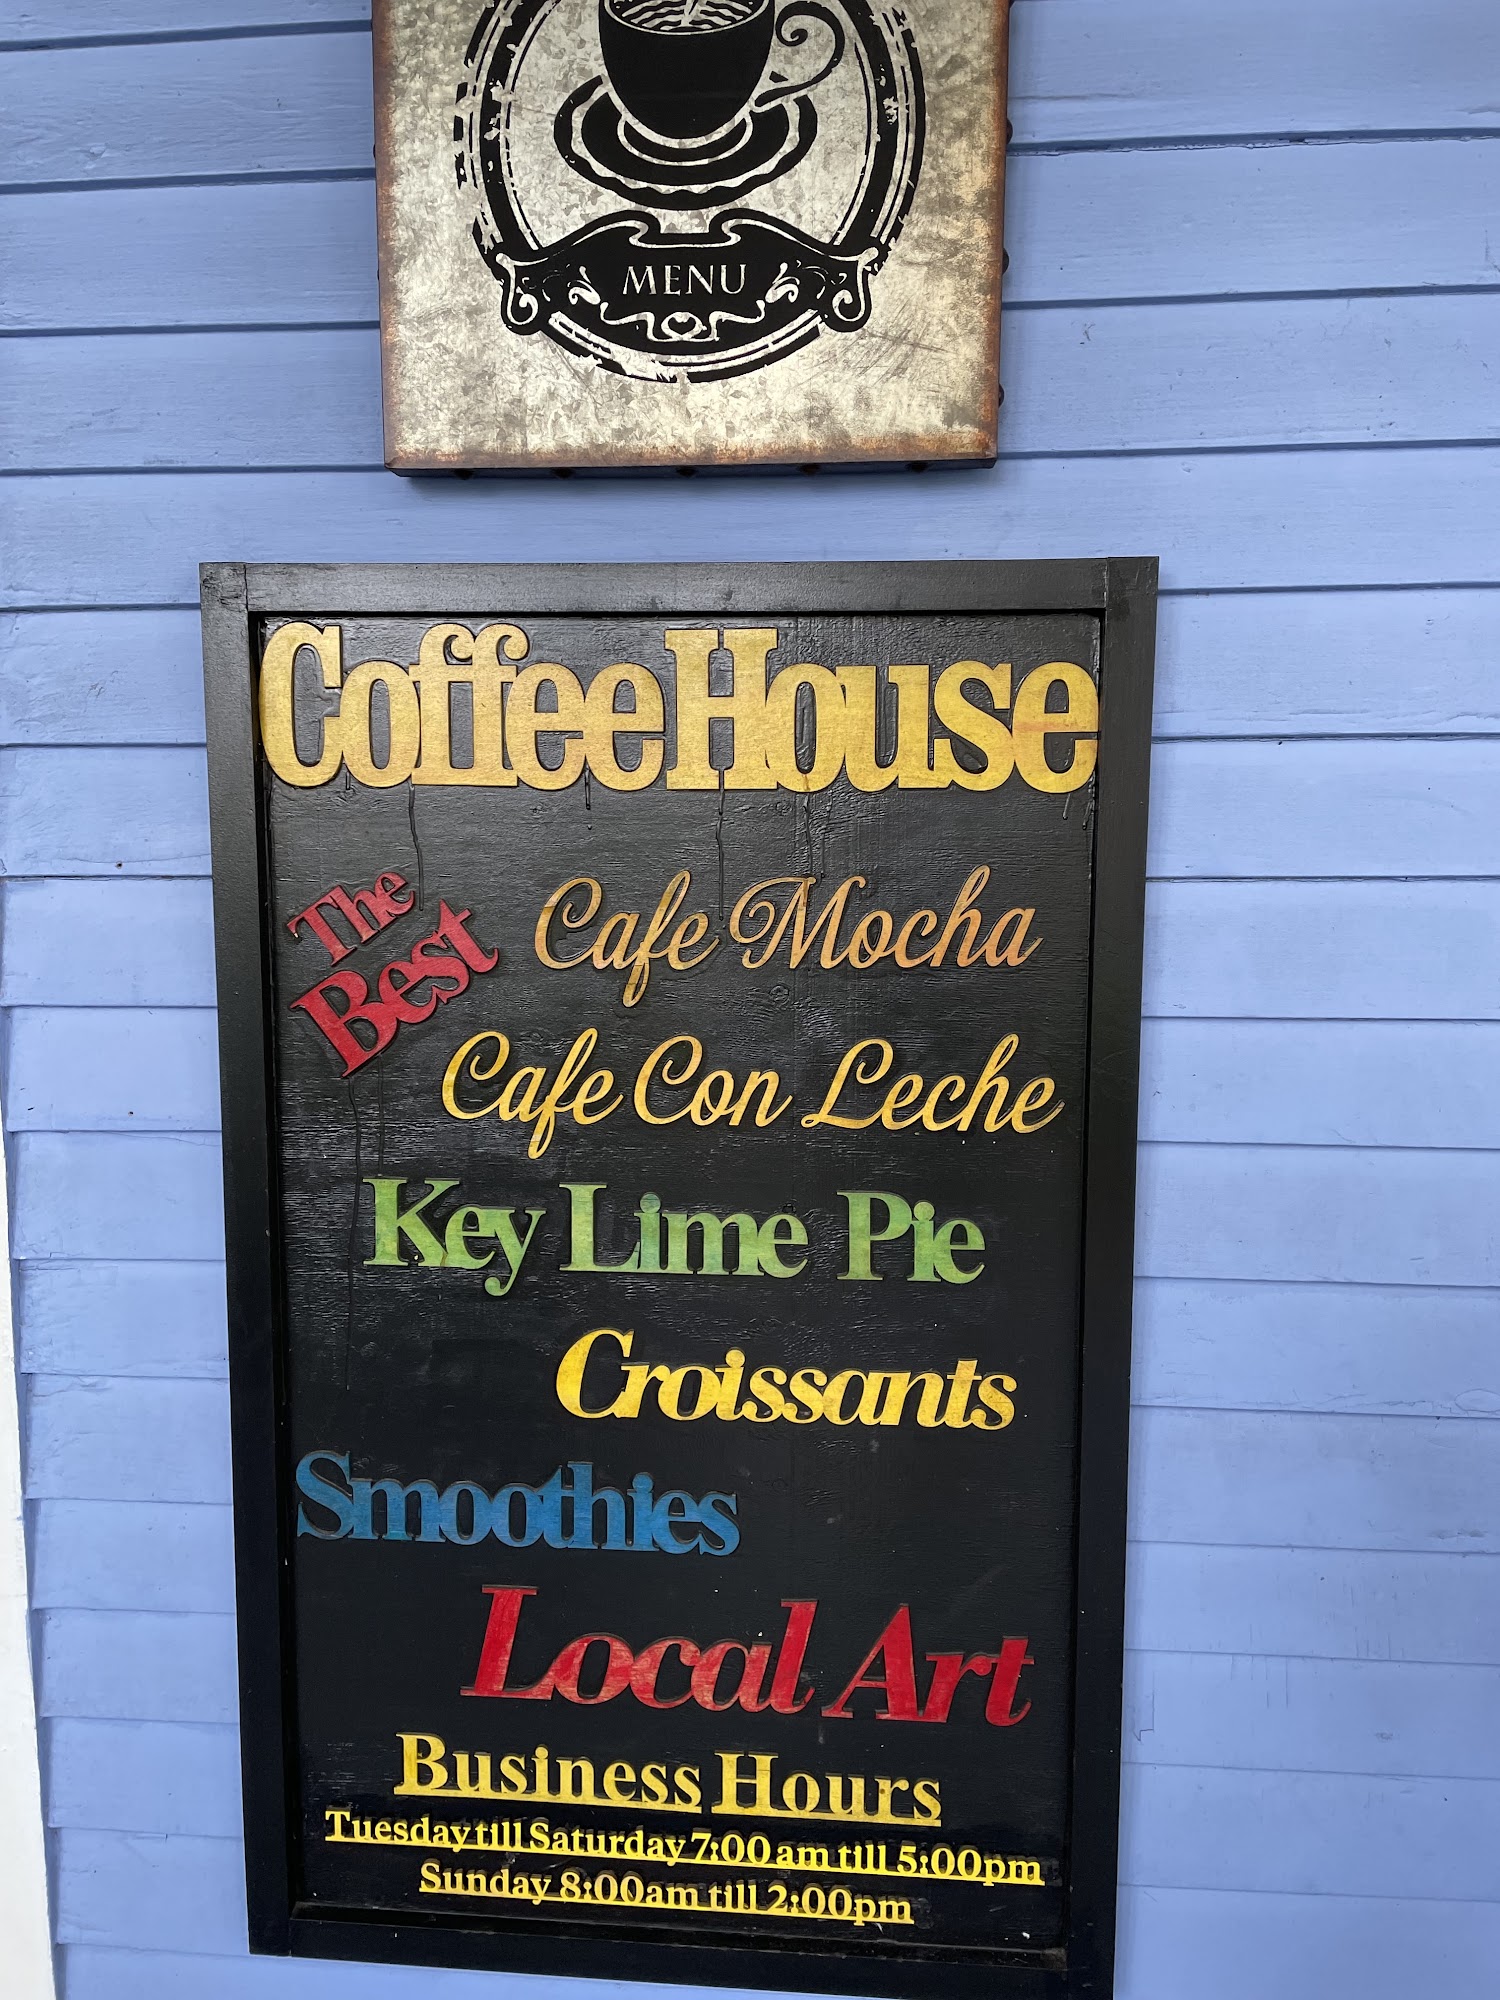 MENU
Coffee House
The
Best
Cafe Mocha
Cafe Con Leche
Key Lime Pie
Croissants
Smoothies
Local Art
Business Hours
Tuesday till Saturday 7:00 am till 5:00pm
Sunday 8:00am till 2:00pm